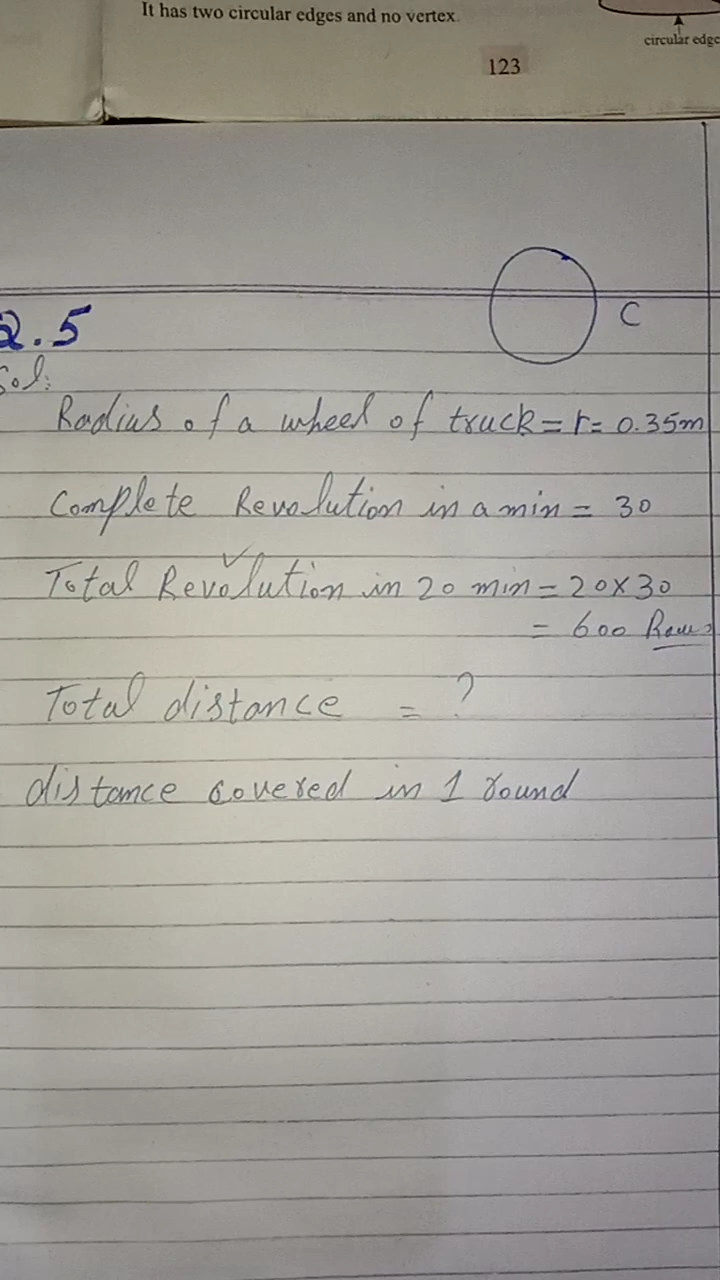 It has two circular edges and no vertex.
circular edge
123
C
2.5
Sol:
Radius of a wheel of truck = r = 0.35m
Complete Revolution in a min = 30
Total Revolution in 20 min = 20x30
= 600 Revs
Total distance = ?
distance covered in 1 round